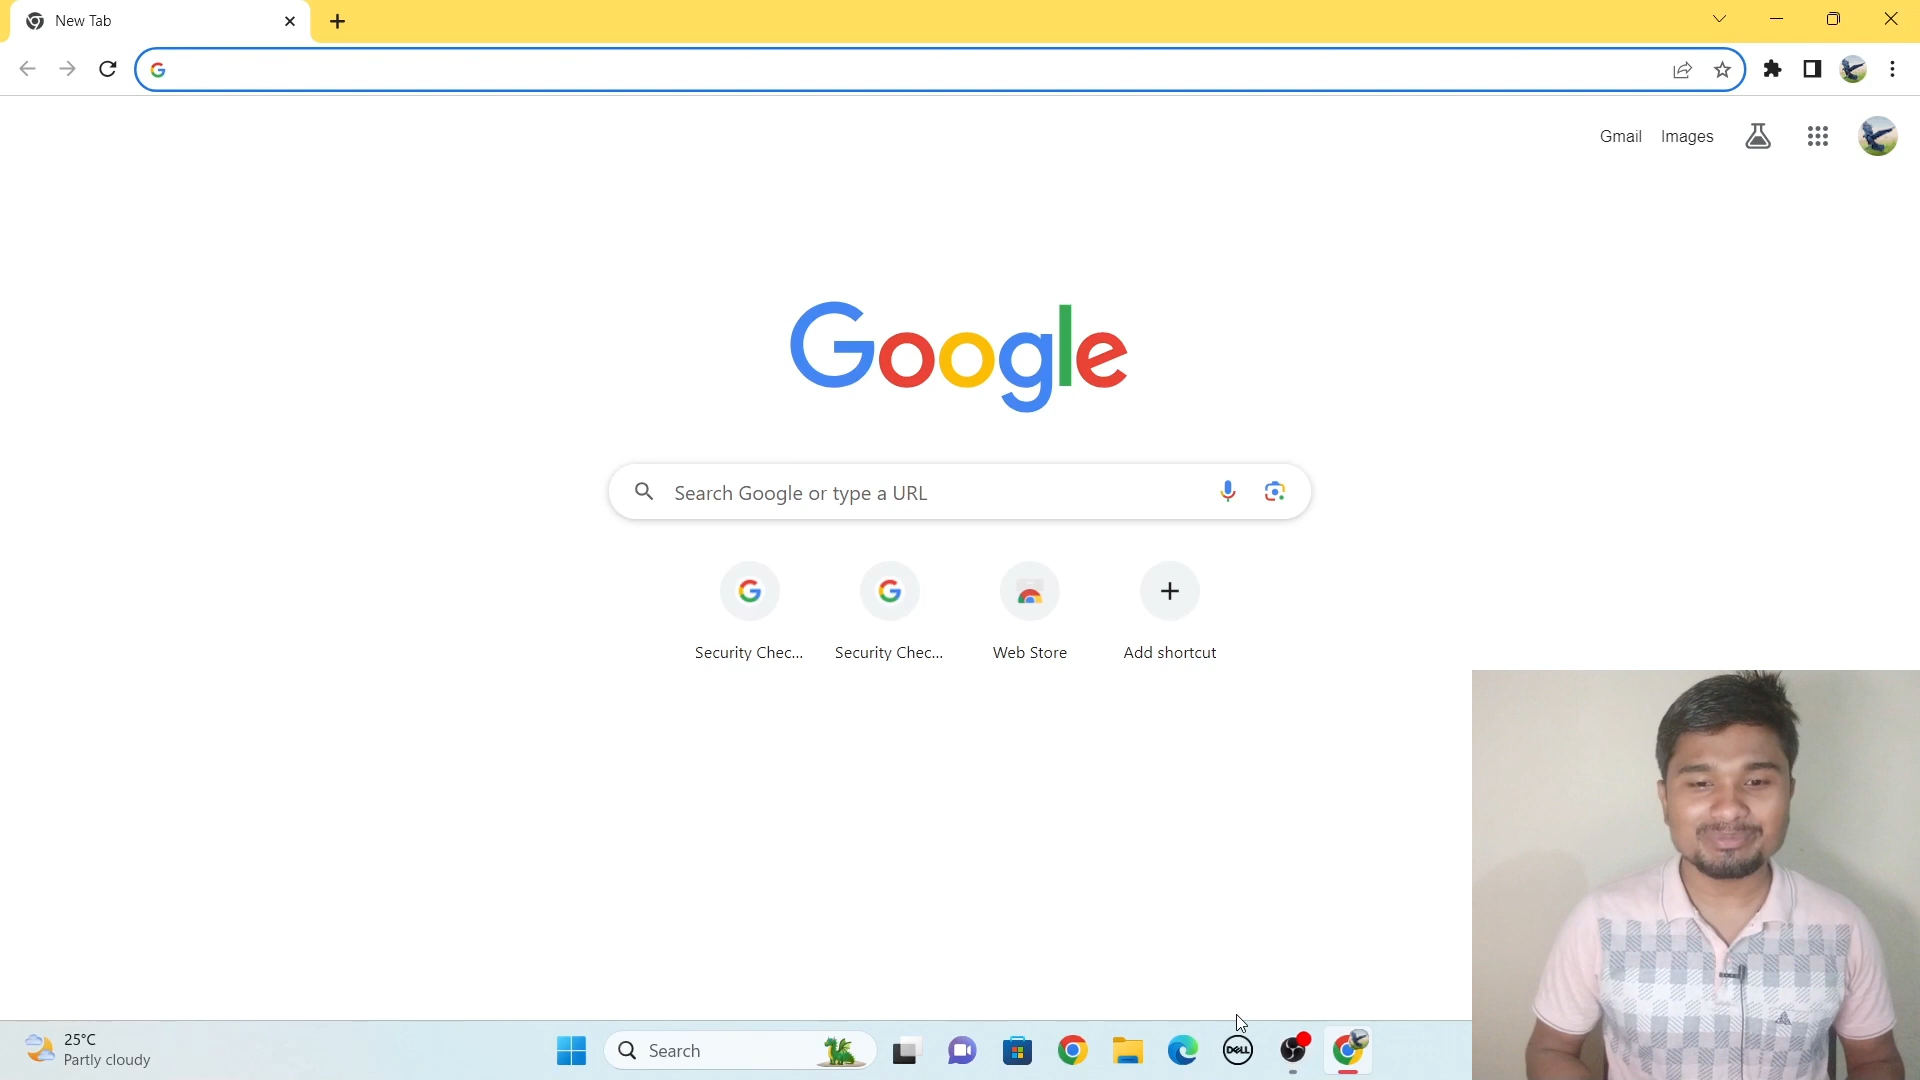 New Tab
Gmail Images
Google
Search Google or type a URL
Security Chec...
Security Chec...
Web Store
Add shortcut
25°C
Partly cloudy
Search
DELL